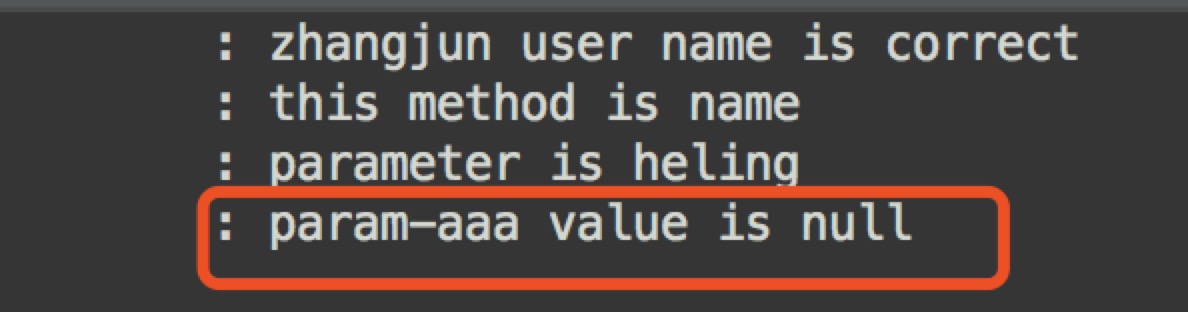 : zhangjun user name is correct
: this method is name
: parameter is heling
: param-aaa value is null